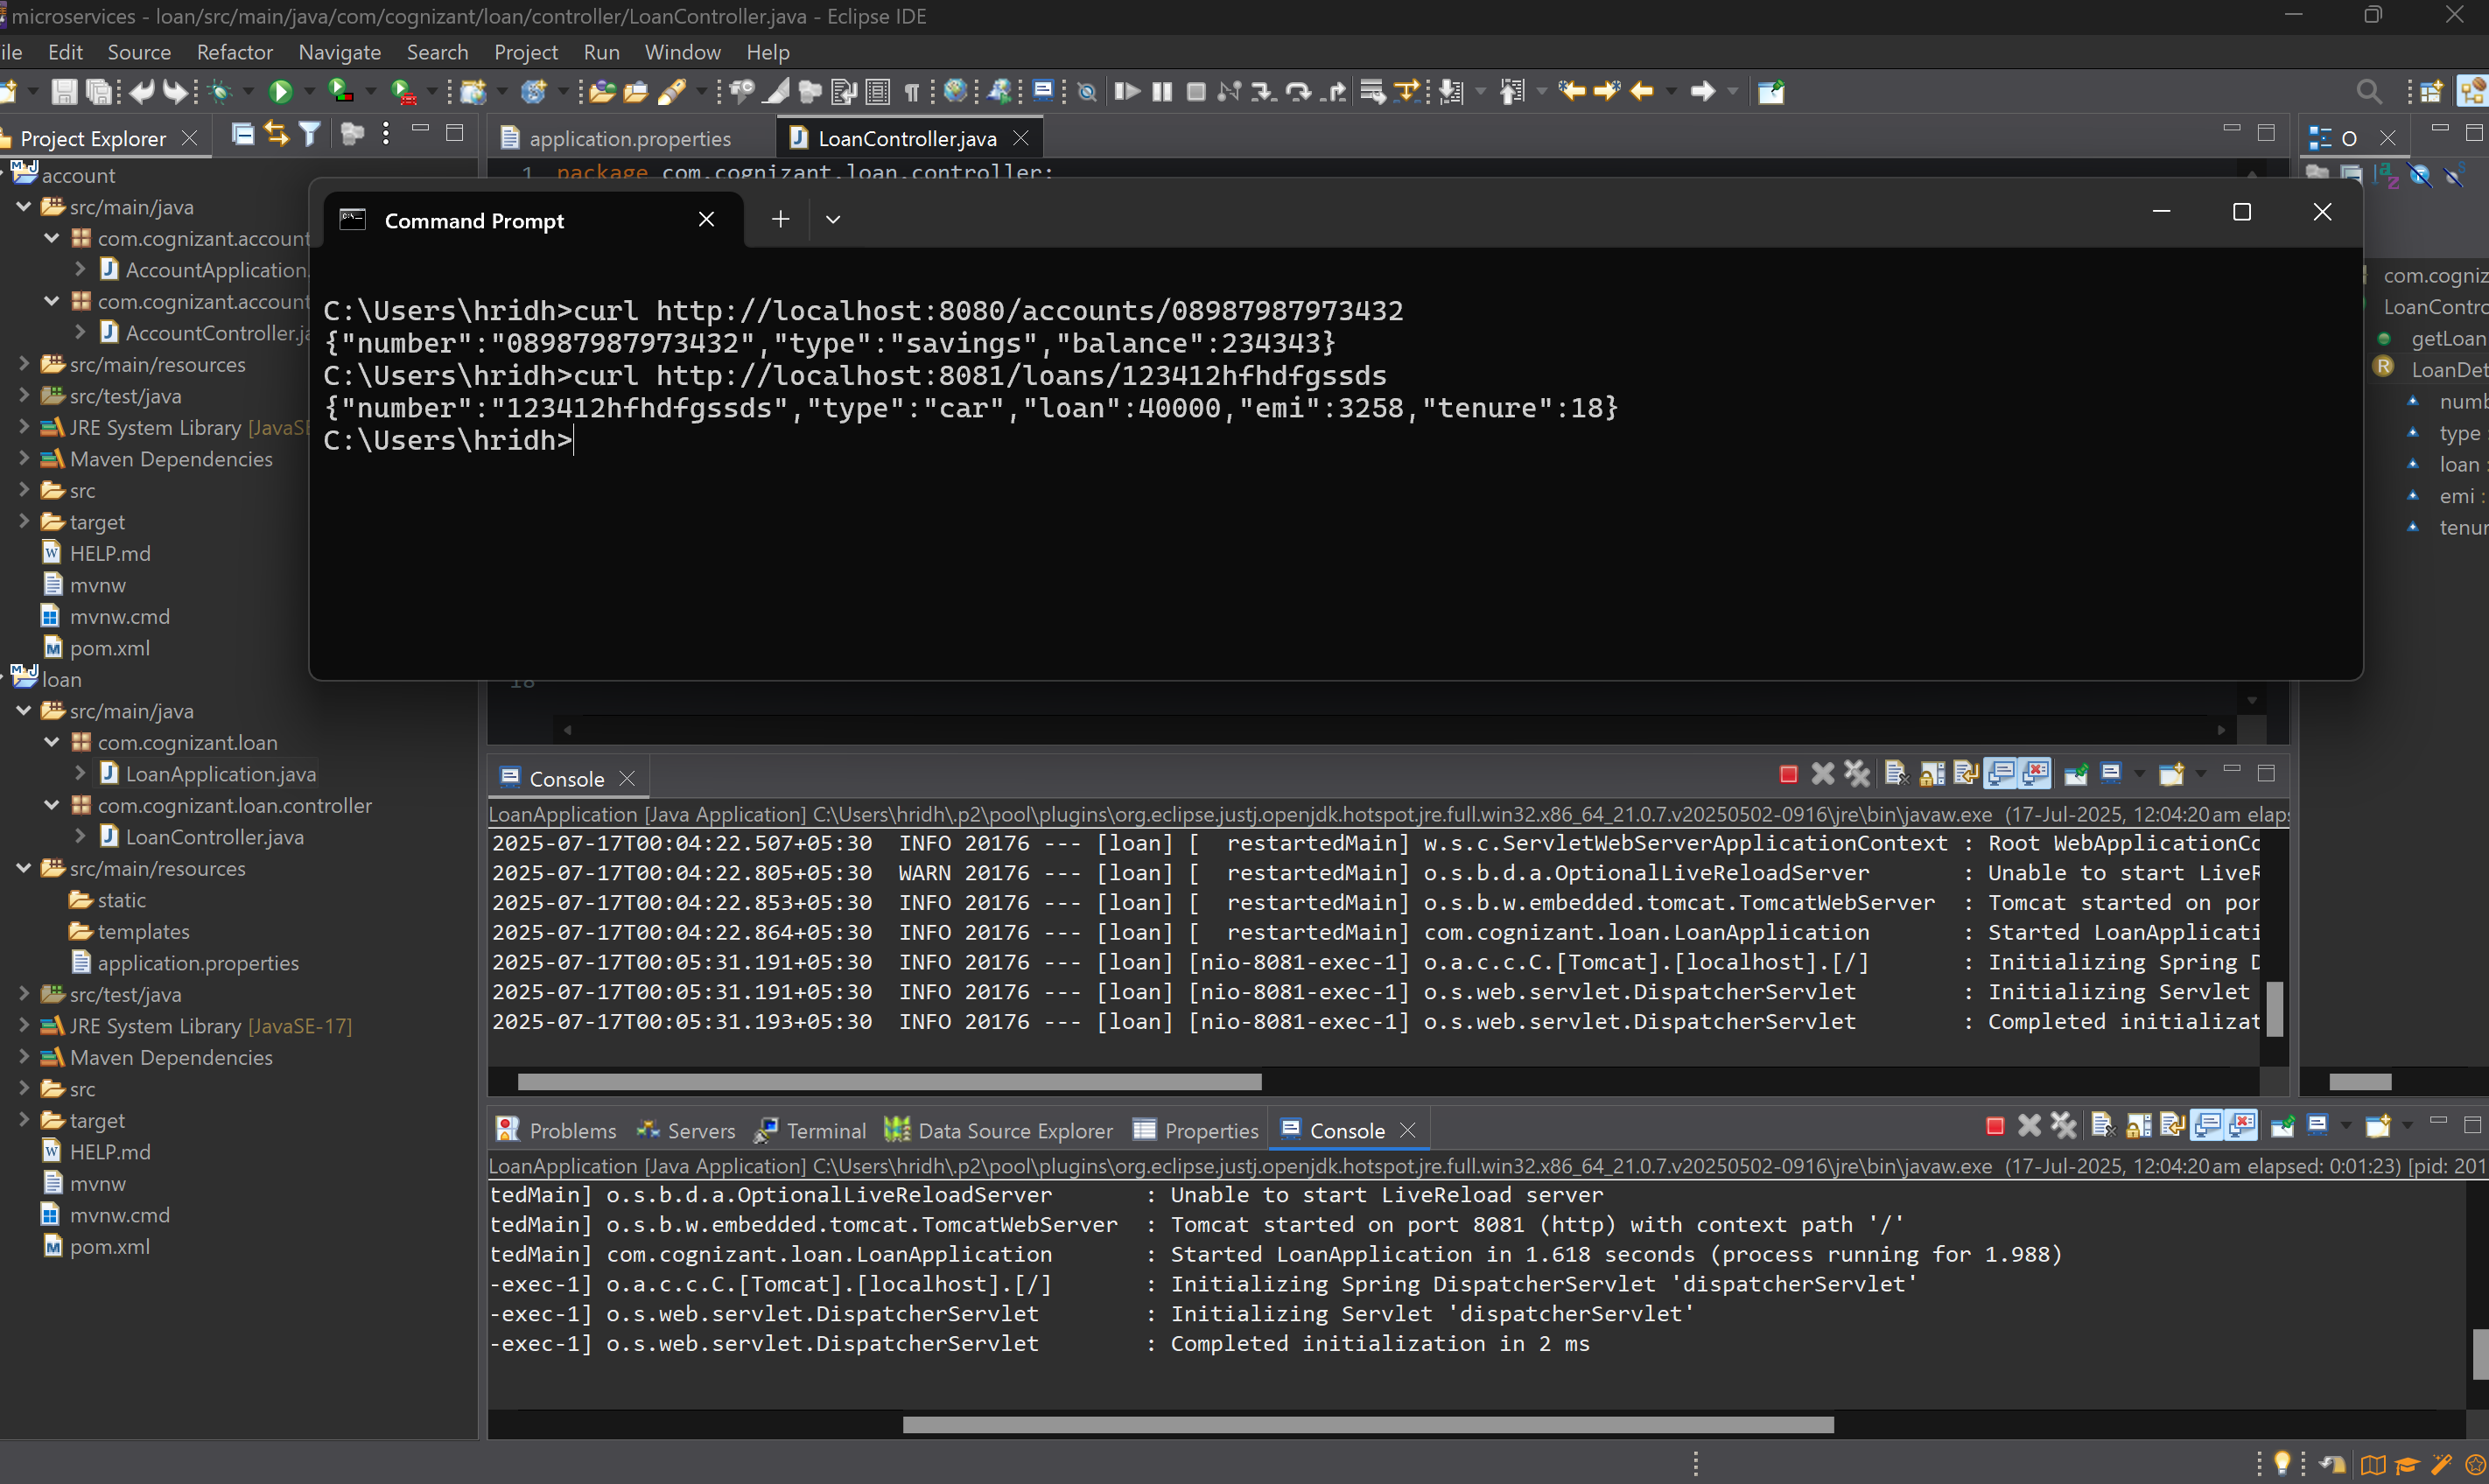 microservices - loan/src/main/java/com/cognizant/loan/controller/LoanController.java - Eclipse IDE
ile Edit Source Refactor Navigate Search Project Run Window Help
Project Explorer
account
src/main/java
com.cognizant.account
AccountApplication.
com.cognizant.account
AccountController.ja
src/main/resources
src/test/java
JRE System Library [JavaSE
Maven Dependencies
src
target
HELP.md
mvnw
mvnw.cmd
pom.xml
loan
src/main/java
com.cognizant.loan
LoanApplication.java
com.cognizant.loan.controller
LoanController.java
src/main/resources
static
templates
application.properties
src/test/java
JRE System Library [JavaSE-17]
Maven Dependencies
src
target
HELP.md
mvnw
mvnw.cmd
pom.xml
application.properties
LoanController.java
1 package com.cognizant.loan.controller;
Command Prompt
C:\Users\hridh>curl http://localhost:8080/accounts/08987987973432
{"number":"08987987973432","type":"savings","balance":234343}
C:\Users\hridh>curl http://localhost:8081/loans/123412hfhdfgssds
{"number":"123412hfhdfgssds","type":"car","loan":40000,"emi":3258,"tenure":18}
C:\Users\hridh>
18
O
com.cogniz
LoanContro
getLoan
LoanDet
numb
type :
loan :
emi :
tenur
Console
LoanApplication [Java Application] C:\Users\hridh\.p2\pool\plugins\org.eclipse.justj.openjdk.hotspot.jre.full.win32.x86_64_21.0.7.v20250502-0916\jre\bin\javaw.exe (17-Jul-2025, 12:04:20 am elaps
2025-07-17T00:04:22.507+05:30 INFO 20176 --- [loan] [ restartedMain] w.s.c.ServletWebServerApplicationContext : Root WebApplicationCo
2025-07-17T00:04:22.805+05:30 WARN 20176 --- [loan] [ restartedMain] o.s.b.d.a.OptionalLiveReloadServer : Unable to start LiveR
2025-07-17T00:04:22.853+05:30 INFO 20176 --- [loan] [ restartedMain] o.s.b.w.embedded.tomcat.TomcatWebServer : Tomcat started on por
2025-07-17T00:04:22.864+05:30 INFO 20176 --- [loan] [ restartedMain] com.cognizant.loan.LoanApplication : Started LoanApplicati
2025-07-17T00:05:31.191+05:30 INFO 20176 --- [loan] [nio-8081-exec-1] o.a.c.c.C.[Tomcat].[localhost].[/] : Initializing Spring D
2025-07-17T00:05:31.191+05:30 INFO 20176 --- [loan] [nio-8081-exec-1] o.s.web.servlet.DispatcherServlet : Initializing Servlet
2025-07-17T00:05:31.193+05:30 INFO 20176 --- [loan] [nio-8081-exec-1] o.s.web.servlet.DispatcherServlet : Completed initializat
Problems Servers Terminal Data Source Explorer Properties Console
LoanApplication [Java Application] C:\Users\hridh\.p2\pool\plugins\org.eclipse.justj.openjdk.hotspot.jre.full.win32.x86_64_21.0.7.v20250502-0916\jre\bin\javaw.exe (17-Jul-2025, 12:04:20 am elapsed: 0:01:23) [pid: 201
tedMain] o.s.b.d.a.OptionalLiveReloadServer : Unable to start LiveReload server
tedMain] o.s.b.w.embedded.tomcat.TomcatWebServer : Tomcat started on port 8081 (http) with context path '/'
tedMain] com.cognizant.loan.LoanApplication : Started LoanApplication in 1.618 seconds (process running for 1.988)
-exec-1] o.a.c.c.C.[Tomcat].[localhost].[/] : Initializing Spring DispatcherServlet 'dispatcherServlet'
-exec-1] o.s.web.servlet.DispatcherServlet : Initializing Servlet 'dispatcherServlet'
-exec-1] o.s.web.servlet.DispatcherServlet : Completed initialization in 2 ms